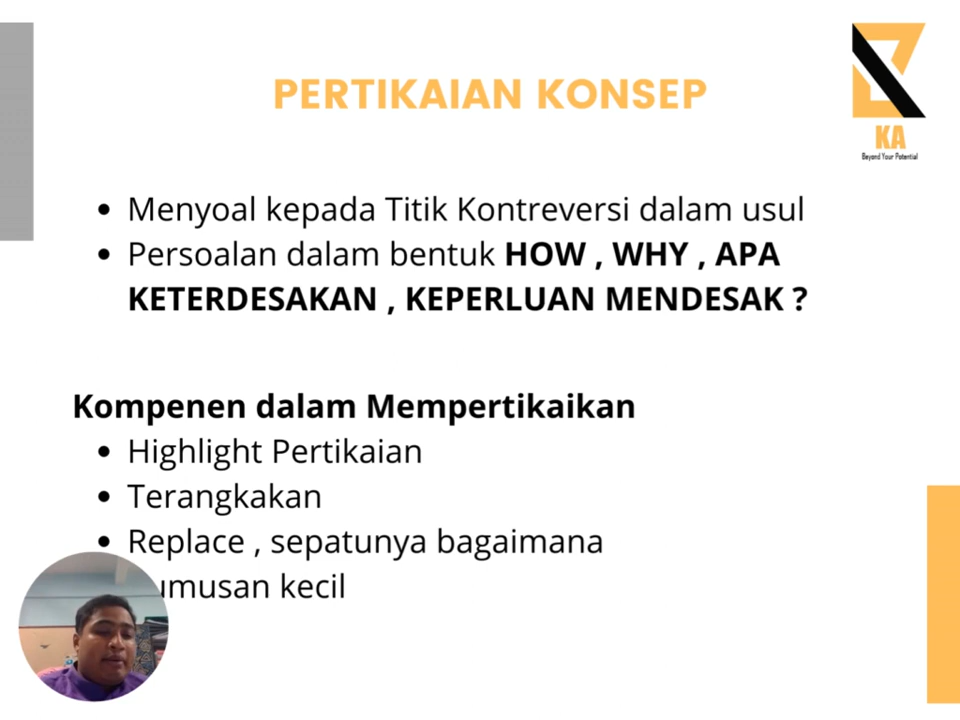 PERTIKAIAN KONSEP
KA
Beyond Your Potential
• Menyoal kepada Titik Kontreversi dalam usul
• Persoalan dalam bentuk HOW , WHY , APA
KETERDESAKAN , KEPERLUAN MENDESAK ?
Kompenen dalam Mempertikaikan
• Highlight Pertikaian
• Terangkakan
• Replace , sepatunya bagaimana
kecil